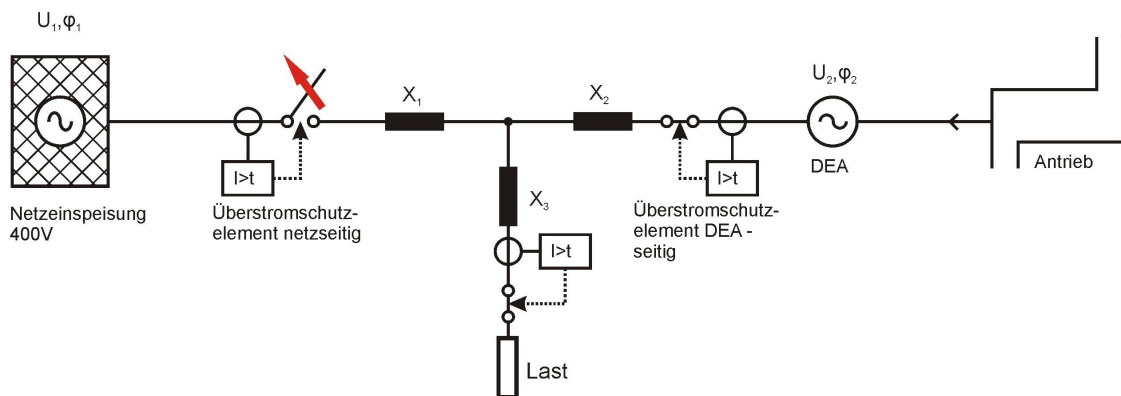 U₁,φ₁
X₁
X₂
U₂,φ₂
I>t
I>t
DEA
Antrieb
Netzeinspeisung
400V
Überstromschutz-
element netzseitig
X₃
I>t
Überstromschutz-
element DEA -
seitig
Last